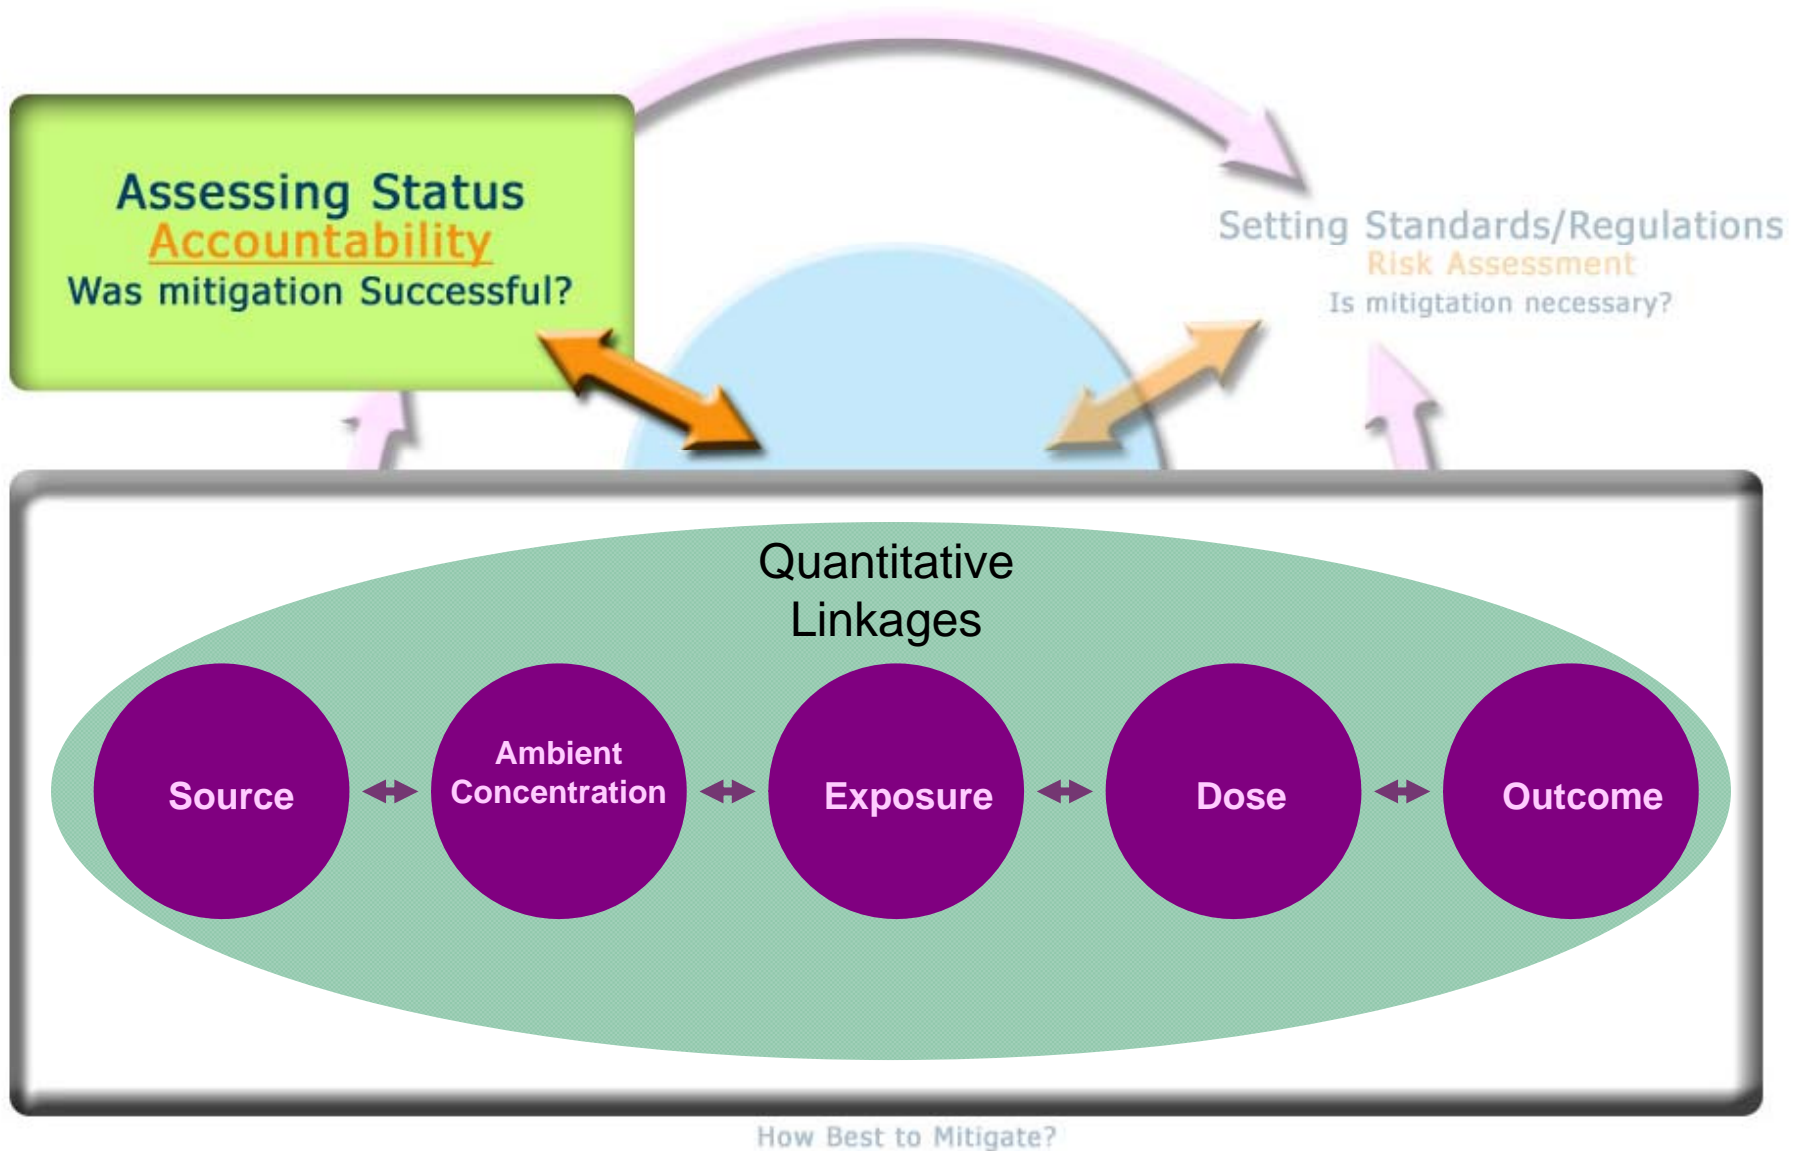 Assessing Status
Accountability
Was mitigation Successful?
Setting Standards/Regulations
Risk Assessment
Is mitigtation necessary?
Quantitative
Linkages
Source
Ambient
Concentration
Exposure
Dose
Outcome
How Best to Mitigate?